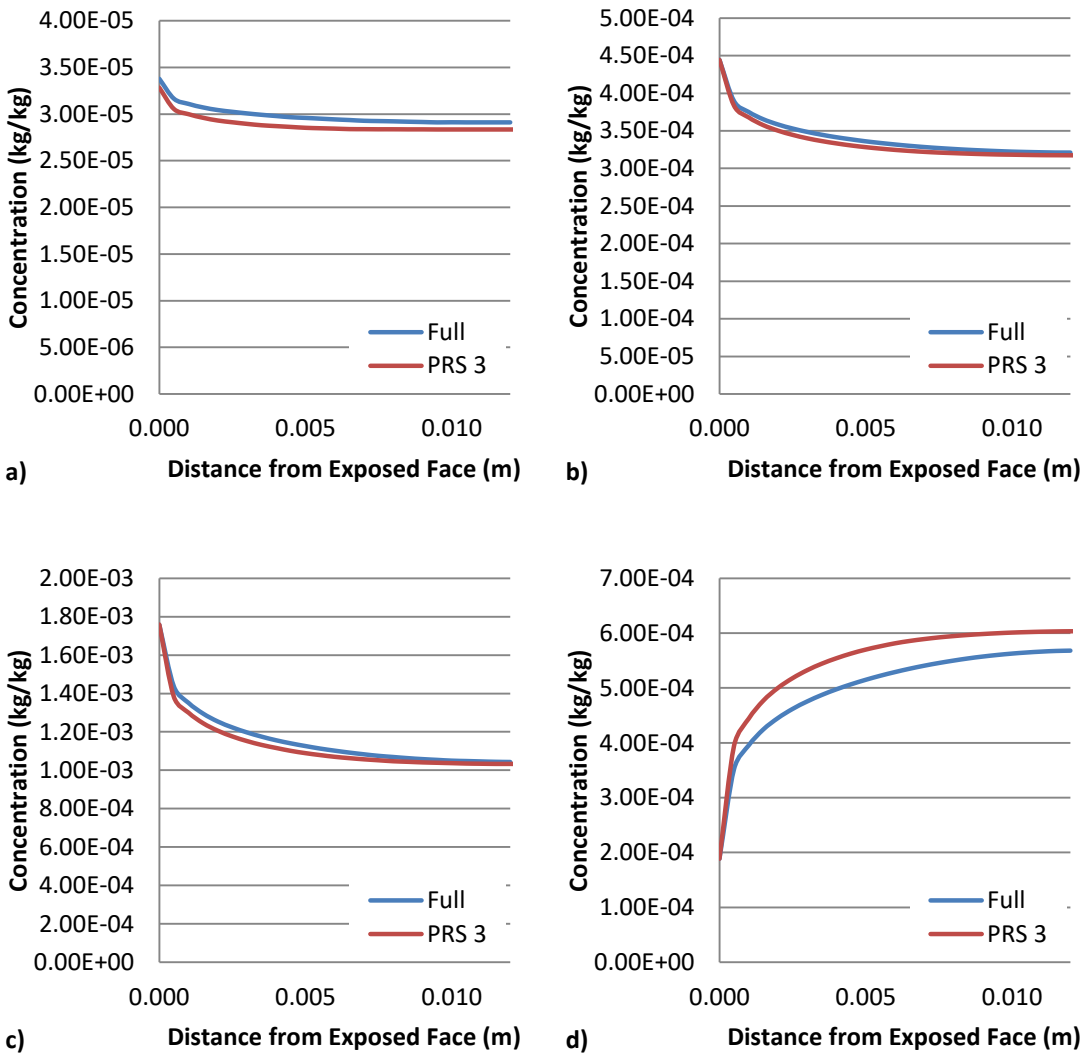 4.00E-05
3.50E-05
3.00E-05
2.50E-05
2.00E-05
1.50E-05
1.00E-05
5.00E-06
0.00E+00
Concentration (kg/kg)
Full
PRS 3
0.000 0.005 0.010
a) Distance from Exposed Face (m)
5.00E-04
4.50E-04
4.00E-04
3.50E-04
3.00E-04
2.50E-04
2.00E-04
1.50E-04
1.00E-04
5.00E-05
0.00E+00
Concentration (kg/kg)
Full
PRS 3
0.000 0.005 0.010
b) Distance from Exposed Face (m)
2.00E-03
1.80E-03
1.60E-03
1.40E-03
1.20E-03
1.00E-03
8.00E-04
6.00E-04
4.00E-04
2.00E-04
0.00E+00
Concentration (kg/kg)
Full
PRS 3
0.000 0.005 0.010
c) Distance from Exposed Face (m)
7.00E-04
6.00E-04
5.00E-04
4.00E-04
3.00E-04
2.00E-04
1.00E-04
0.00E+00
Concentration (kg/kg)
Full
PRS 3
0.000 0.005 0.010
d) Distance from Exposed Face (m)